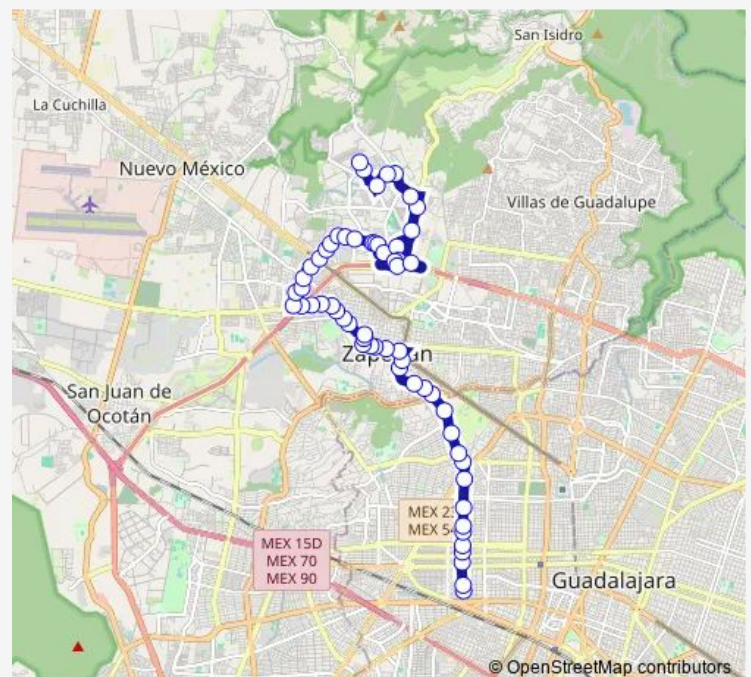 San Isidro
La Cuchilla
Nuevo México
Villas de Guadalupe
San Juan de
Ocotán
MEX 15D
MEX 70
MEX 90
Guadalajara
© OpenStreetMap contributors